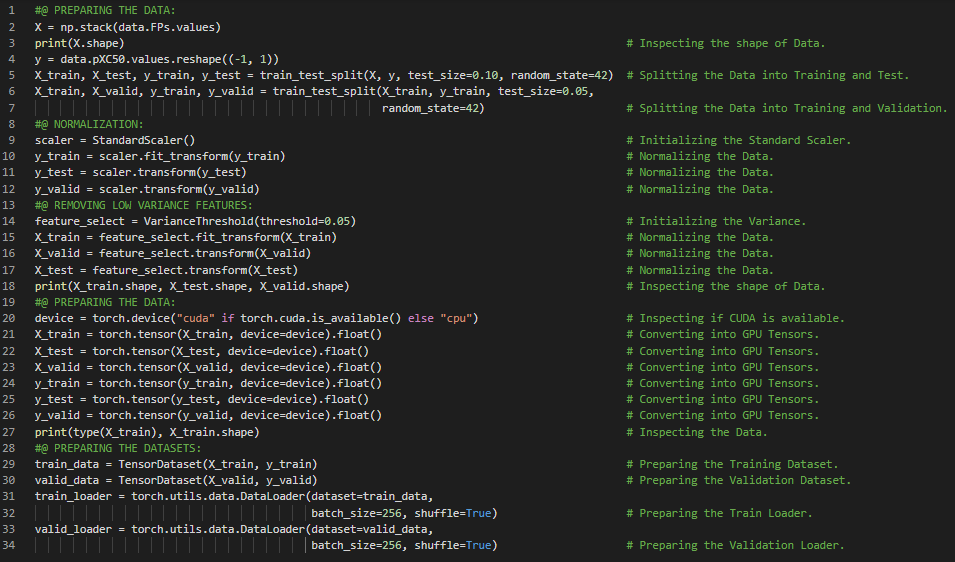 1 #@ PREPARING THE DATA:
2 X = np.stack(data.FPs.values)
3 print(X.shape) # Inspecting the shape of Data.
4 y = data.pXC50.values.reshape((-1, 1))
5 X_train, X_test, y_train, y_test = train_test_split(X, y, test_size=0.10, random_state=42) # Splitting the Data into Training and Test.
6 X_train, X_valid, y_train, y_valid = train_test_split(X_train, y_train, test_size=0.05,
7 random_state=42) # Splitting the Data into Training and Validation.
8 #@ NORMALIZATION:
9 scaler = StandardScaler() # Initializing the Standard Scaler.
10 y_train = scaler.fit_transform(y_train) # Normalizing the Data.
11 y_test = scaler.transform(y_test) # Normalizing the Data.
12 y_valid = scaler.transform(y_valid) # Normalizing the Data.
13 #@ REMOVING LOW VARIANCE FEATURES:
14 feature_select = VarianceThreshold(threshold=0.05) # Initializing the Variance.
15 X_train = feature_select.fit_transform(X_train) # Normalizing the Data.
16 X_valid = feature_select.transform(X_valid) # Normalizing the Data.
17 X_test = feature_select.transform(X_test) # Normalizing the Data.
18 print(X_train.shape, X_test.shape, X_valid.shape) # Inspecting the shape of Data.
19 #@ PREPARING THE DATA:
20 device = torch.device("cuda" if torch.cuda.is_available() else "cpu") # Inspecting if CUDA is available.
21 X_train = torch.tensor(X_train, device=device).float() # Converting into GPU Tensors.
22 X_test = torch.tensor(X_test, device=device).float() # Converting into GPU Tensors.
23 X_valid = torch.tensor(X_valid, device=device).float() # Converting into GPU Tensors.
24 y_train = torch.tensor(y_train, device=device).float() # Converting into GPU Tensors.
25 y_test = torch.tensor(y_test, device=device).float() # Converting into GPU Tensors.
26 y_valid = torch.tensor(y_valid, device=device).float() # Converting into GPU Tensors.
27 print(type(X_train), X_train.shape) # Inspecting the Data.
28 #@ PREPARING THE DATASETS:
29 train_data = TensorDataset(X_train, y_train) # Preparing the Training Dataset.
30 valid_data = TensorDataset(X_valid, y_valid) # Preparing the Validation Dataset.
31 train_loader = torch.utils.data.DataLoader(dataset=train_data,
32 batch_size=256, shuffle=True) # Preparing the Train Loader.
33 valid_loader = torch.utils.data.DataLoader(dataset=valid_data,
34 batch_size=256, shuffle=True) # Preparing the Validation Loader.